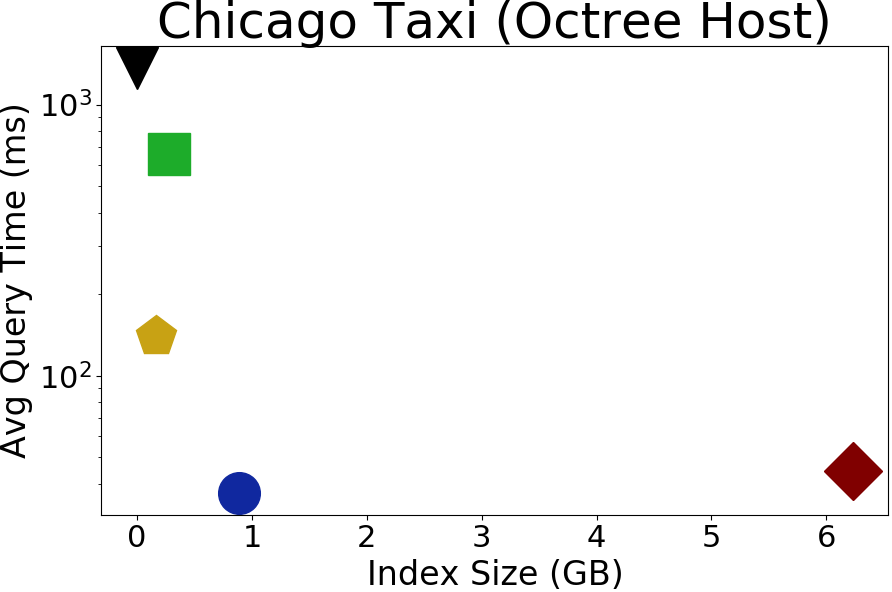 Chicago Taxi (Octree Host)
Avg Query Time (ms)
10³
10²
0 1 2 3 4 5 6
Index Size (GB)